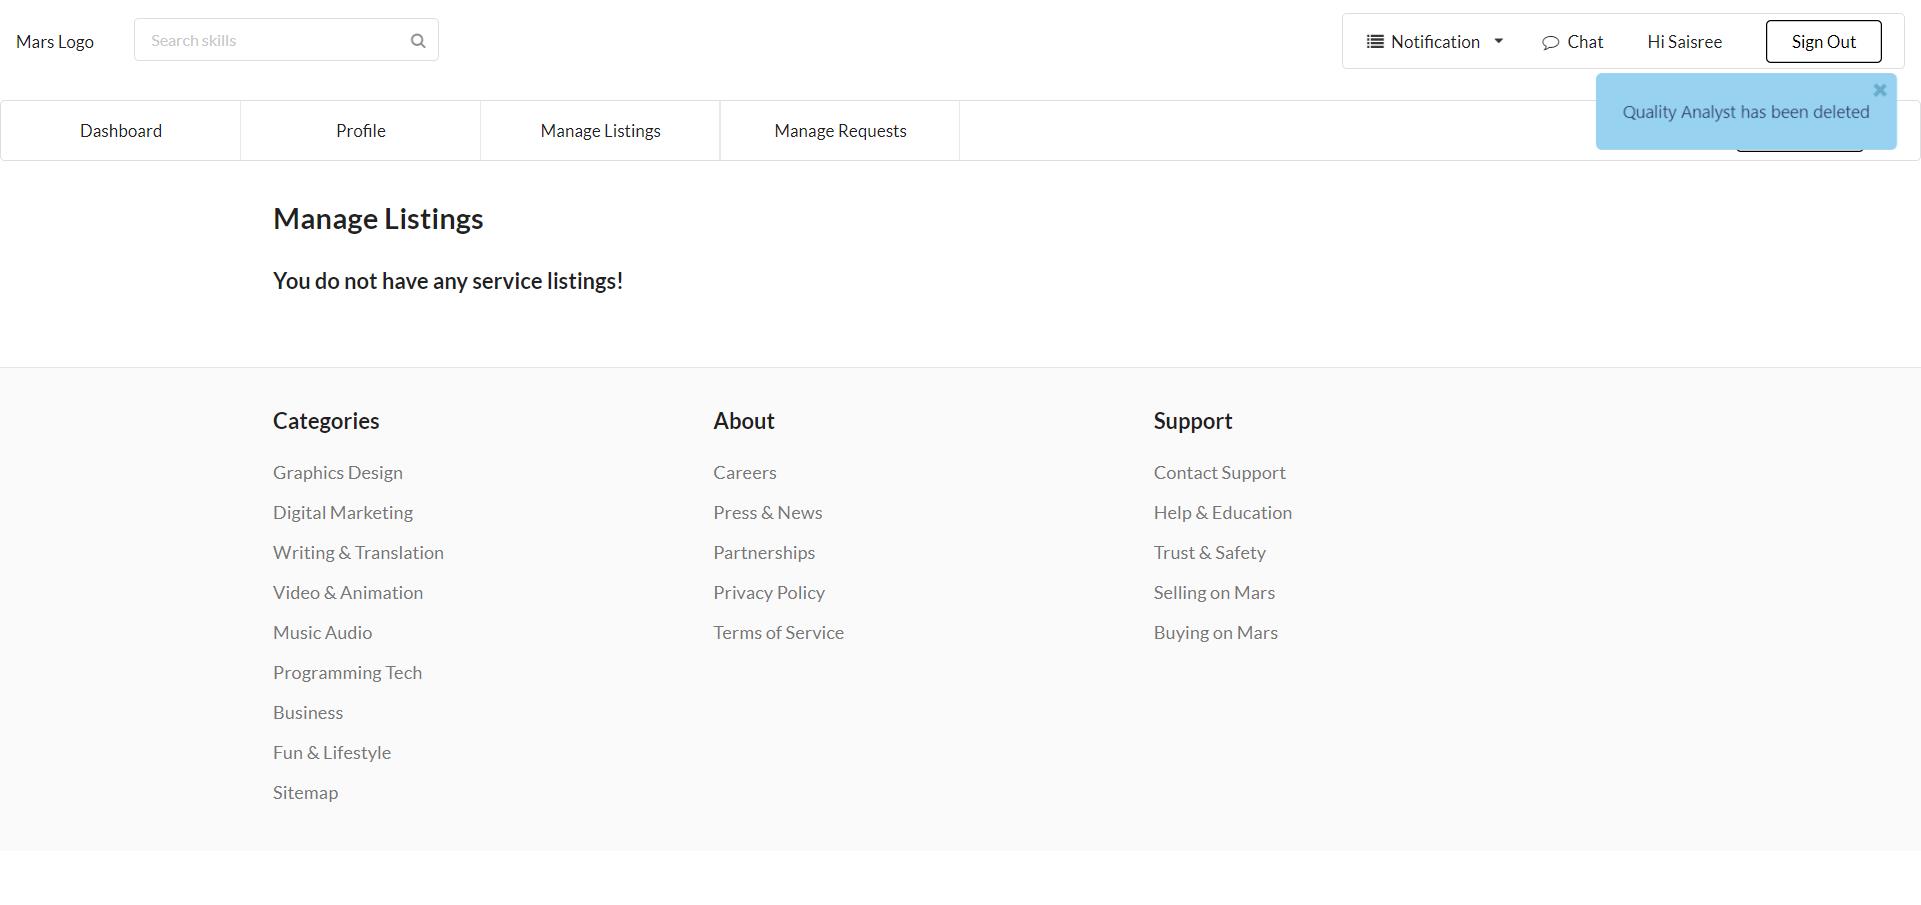 Mars Logo
Search skills
Notification
Chat
Hi Saisree
Sign Out
Quality Analyst has been deleted
Dashboard
Profile
Manage Listings
Manage Requests
Manage Listings
You do not have any service listings!
Categories
Graphics Design
Digital Marketing
Writing & Translation
Video & Animation
Music Audio
Programming Tech
Business
Fun & Lifestyle
Sitemap
About
Careers
Press & News
Partnerships
Privacy Policy
Terms of Service
Support
Contact Support
Help & Education
Trust & Safety
Selling on Mars
Buying on Mars